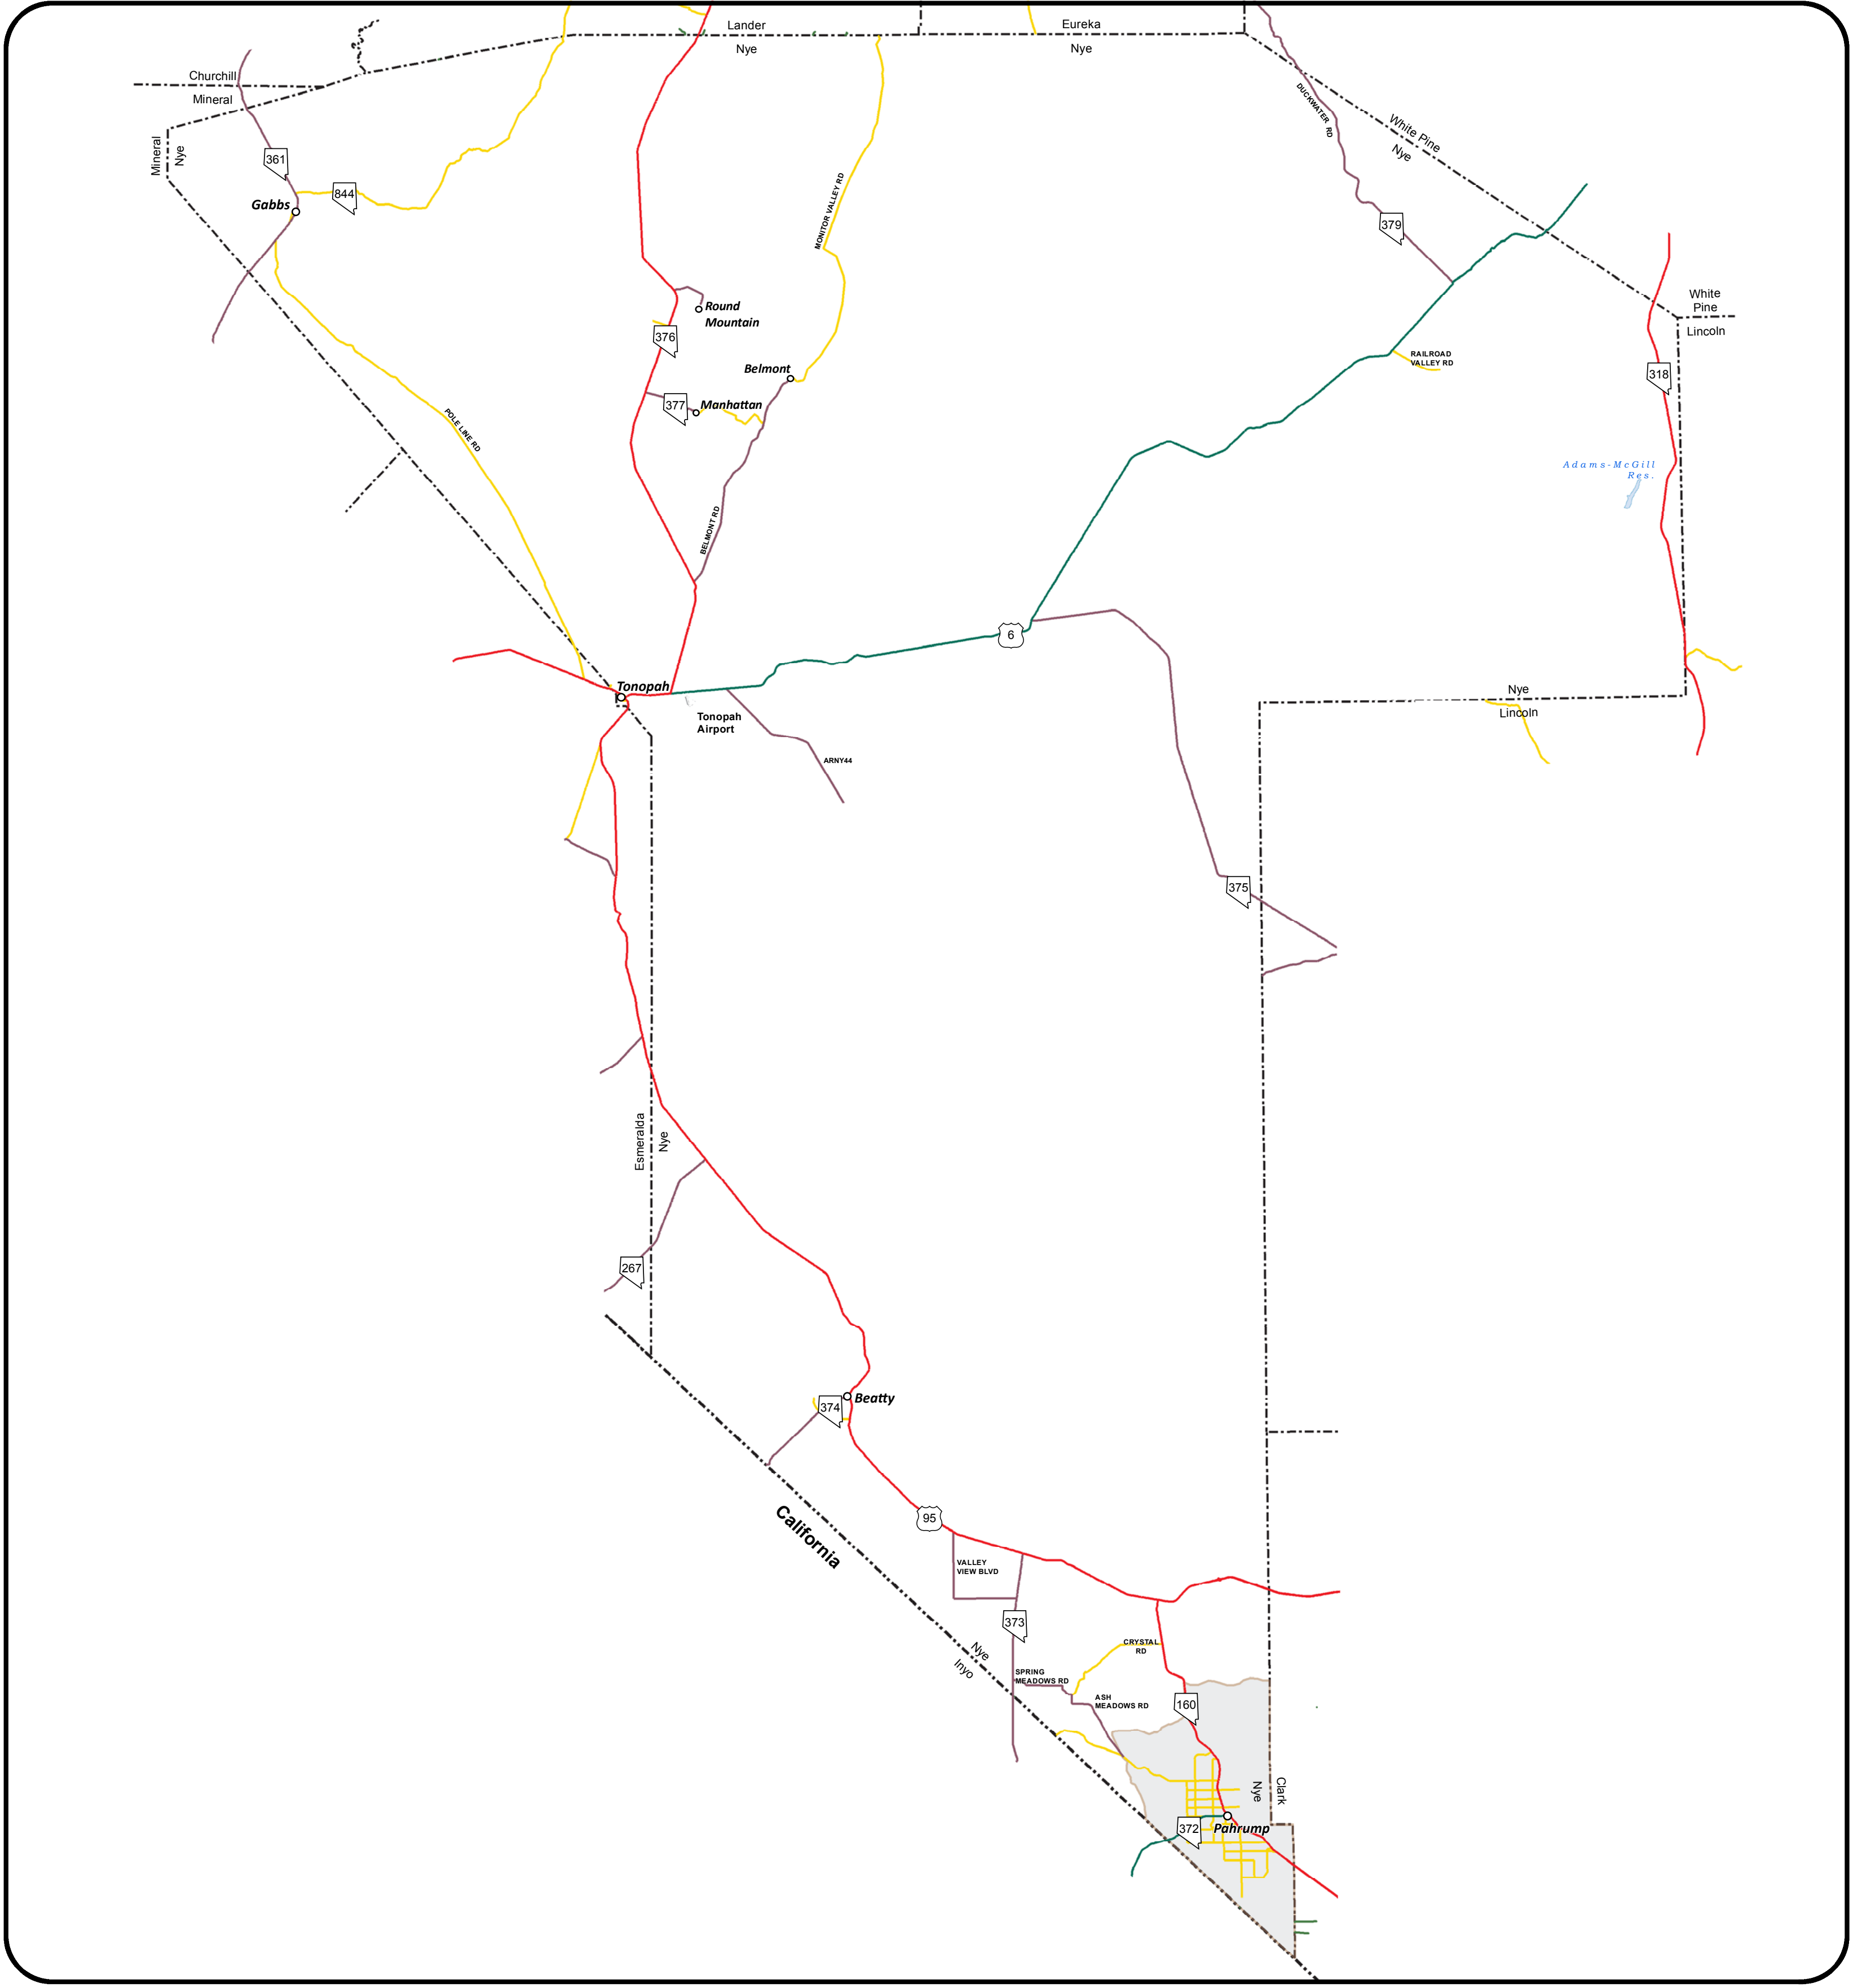 Lander
Nye
Eureka
Nye
Churchill
Mineral
Mineral
Nye
361
844
Gabbs
DUCKWATER RD
White Pine
Nye
379
MONITOR VALLEY RD
Round
Mountain
376
White
Pine
Lincoln
Belmont
RAILROAD
VALLEY RD
318
377
Manhattan
POLE LINE RD
Adams-McGill
Res.
BELMONT RD
6
Tonopah
Tonopah
Airport
Nye
Lincoln
ARNY44
375
Esmeralda
Nye
267
Beatty
374
95
California
VALLEY
VIEW BLVD
373
Nye
Inyo
CRYSTAL
RD
SPRING
MEADOWS RD
ASH
MEADOWS RD
160
Nye
Clark
372
Pahrump